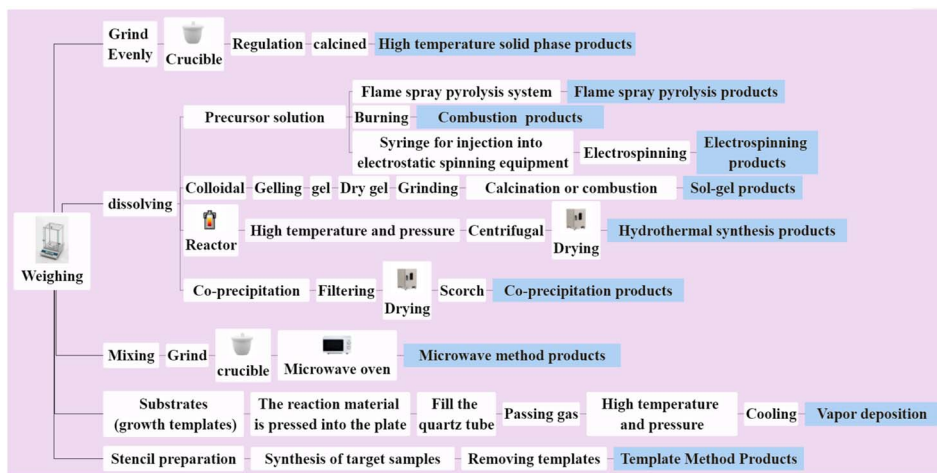 Grind
Evenly
Crucible
Regulation
calcined
High temperature solid phase products
Precursor solution
Flame spray pyrolysis system
Flame spray pyrolysis products
Burning
Combustion products
Syringe for injection into
electrostatic spinning equipment
Electrospinning
Electrospinning
products
dissolving
Colloidal
Gelling
gel
Dry gel
Grinding
Calcination or combustion
Sol-gel products
Reactor
High temperature and pressure
Centrifugal
Drying
Hydrothermal synthesis products
Weighing
Co-precipitation
Filtering
Drying
Scorch
Co-precipitation products
Mixing
Grind
crucible
Microwave oven
Microwave method products
Substrates
(growth templates)
The reaction material
is pressed into the plate
Fill the
quartz tube
Passing gas
High temperature
and pressure
Cooling
Vapor deposition
Stencil preparation
Synthesis of target samples
Removing templates
Template Method Products